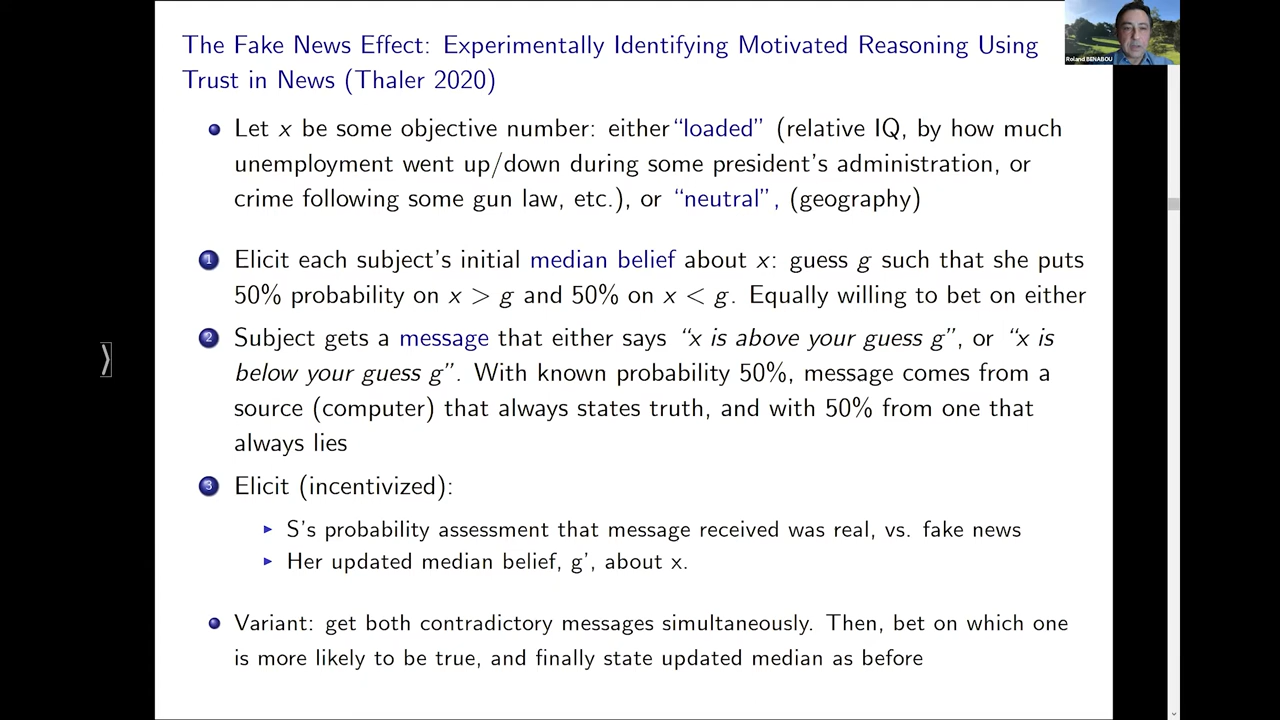 The Fake News Effect: Experimentally Identifying Motivated Reasoning Using
Trust in News (Thaler 2020)
Roland BENABOU
Let x be some objective number: either “loaded” (relative IQ, by how much
unemployment went up/down during some president's administration, or
crime following some gun law, etc.), or “neutral”, (geography)
1 Elicit each subject's initial median belief about x: guess g such that she puts
50% probability on x > g and 50% on x < g. Equally willing to bet on either
2 Subject gets a message that either says “x is above your guess g”, or “x is
below your guess g”. With known probability 50%, message comes from a
source (computer) that always states truth, and with 50% from one that
always lies
3 Elicit (incentivized):
S's probability assessment that message received was real, vs. fake news
Her updated median belief, g', about x.
Variant: get both contradictory messages simultaneously. Then, bet on which one
is more likely to be true, and finally state updated median as before